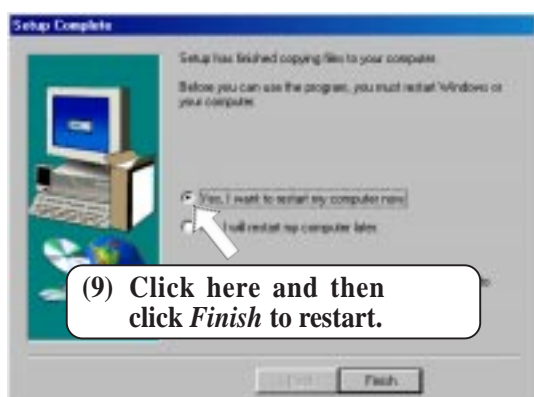 Setup Complete
Setup has finished copying files to your computer.
Before you can use the program, you must restart Windows or
your computer.
Yes, I want to restart my computer now.
I will restart my computer later.
(9) Click here and then
click Finish to restart.
Finish